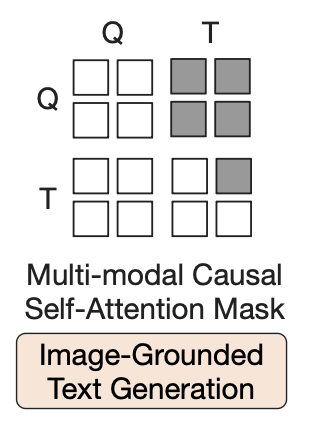 Q T
Q
T
Multi-modal Causal
Self-Attention Mask
Image-Grounded
Text Generation